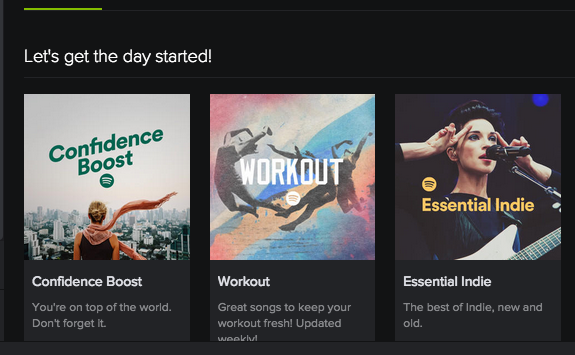 Let's get the day started!
Confidence
Boost
WORKOUT
Essential Indie
Confidence Boost
You're on top of the world.
Don't forget it.
Workout
Great songs to keep your
workout fresh! Updated
weekly!
Essential Indie
The best of Indie, new and
old.